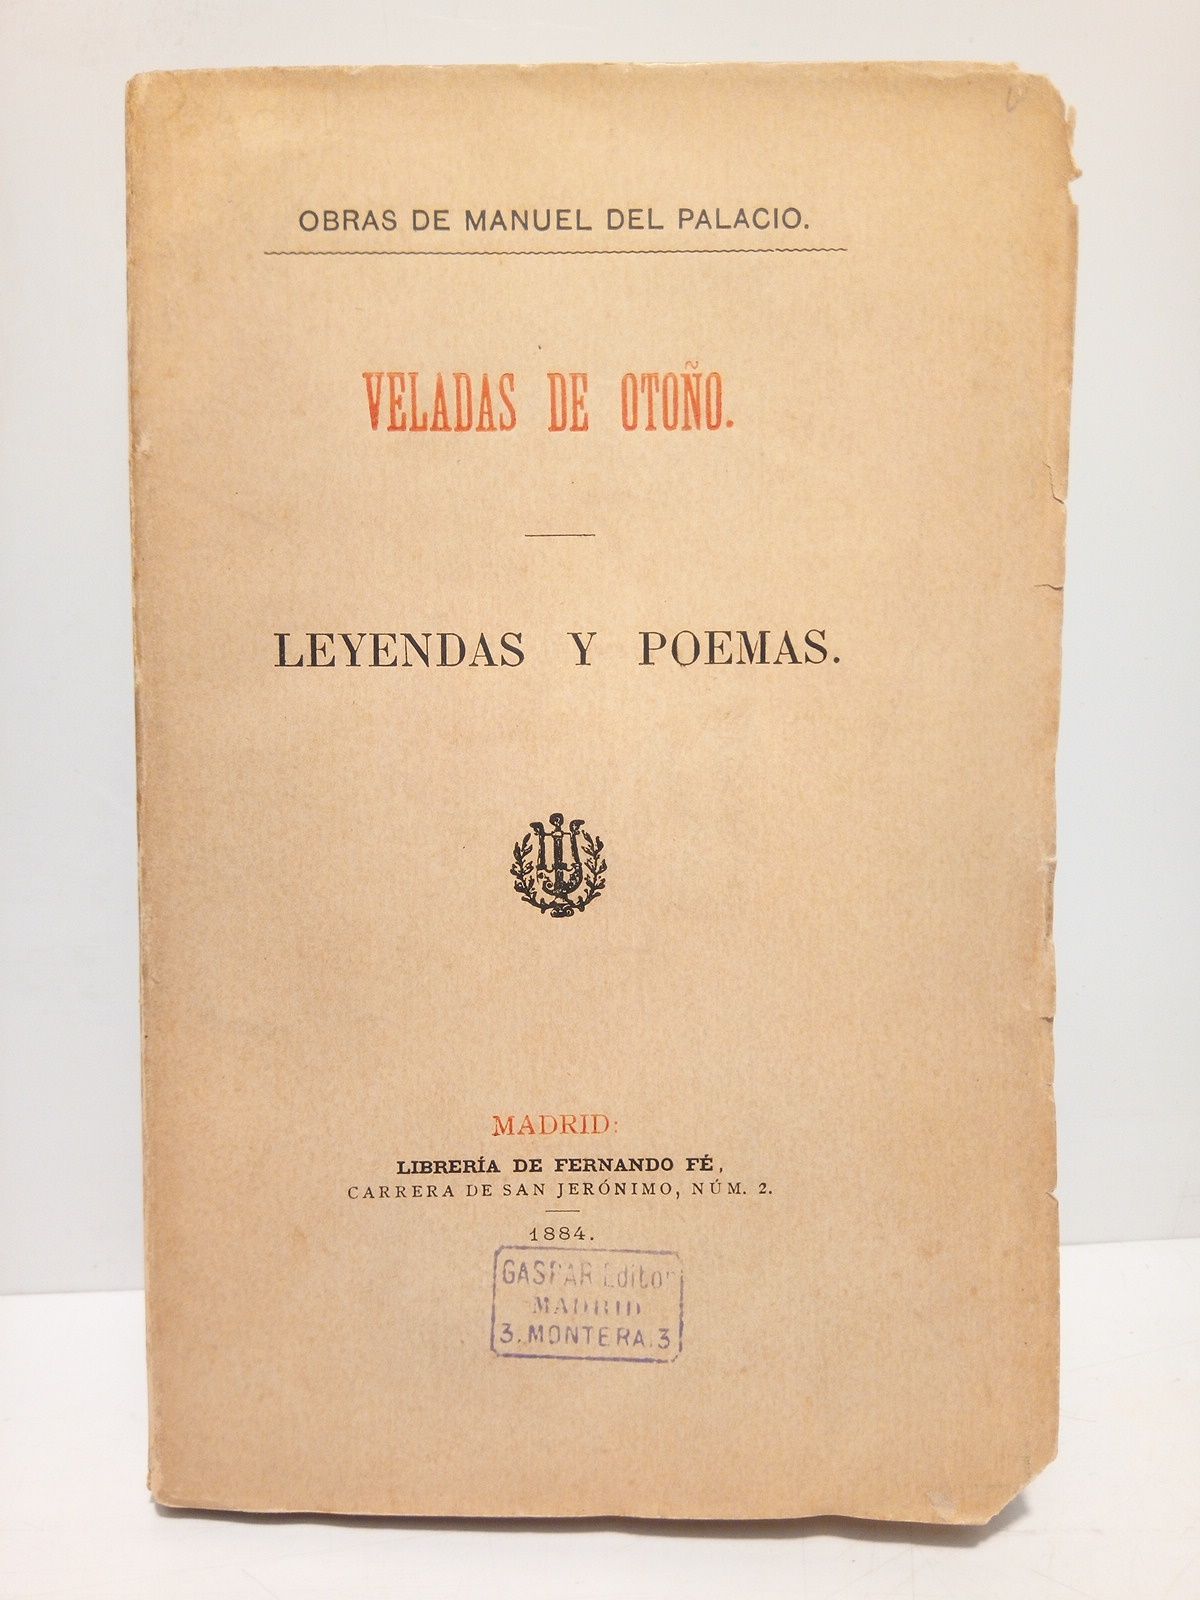 OBRAS DE MANUEL DEL PALACIO.
VELADAS DE OTOÑO.
LEYENDAS Y POEMAS.
MADRID:
LIBRERÍA DE FERNANDO FÉ,
CARRERA DE SAN JERÓNIMO, NÚM. 2.
1884.
GASPAR Editor
MADRID
3. MONTERA. 3